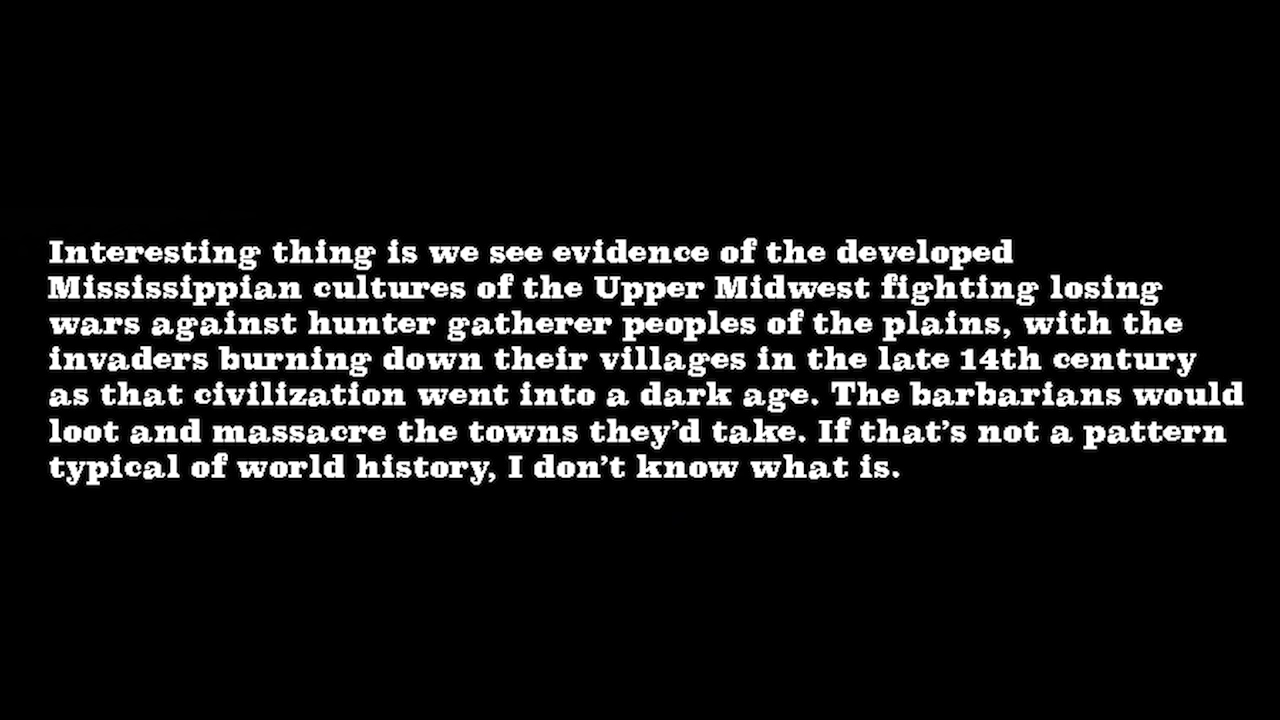 Interesting thing is we see evidence of the developed
Mississippian cultures of the Upper Midwest fighting losing
wars against hunter gatherer peoples of the plains, with the
invaders burning down their villages in the late 14th century
as that civilization went into a dark age. The barbarians would
loot and massacre the towns they’d take. If that’s not a pattern
typical of world history, I don’t know what is.